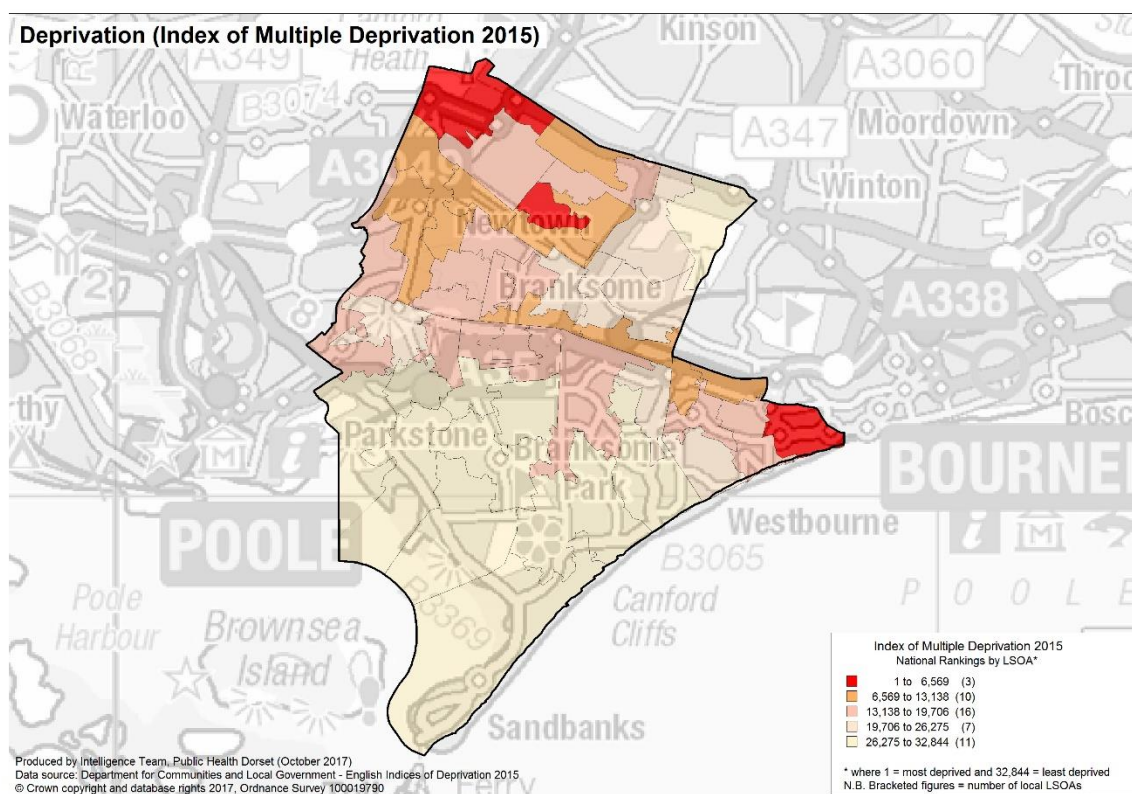 Deprivation (Index of Multiple Deprivation 2015)
Kinson
A349
Heath
A3060
Waterloo
B3074
A347
Moordown
A3049
Winton
Newtown
Branksome
A338
Parkstone
Branksome
Park
BOURNE
POOLE
Westbourne
B3065
Poole
Harbour
Brownsea
Island
B3369
Canford
Cliffs
POOLE
Sandbanks
Ferry
Index of Multiple Deprivation 2015
National Rankings by LSOA*
1 to 6,569 (3)
6,569 to 13,138 (10)
13,138 to 19,706 (16)
19,706 to 26,275 (7)
26,275 to 32,844 (11)
* where 1 = most deprived and 32,844 = least deprived
N.B. Bracketed figures = number of local LSOAs
Produced by Intelligence Team, Public Health Dorset (October 2017)
Data source: Department for Communities and Local Government - English Indices of Deprivation 2015
© Crown copyright and database rights 2017, Ordnance Survey 100019790